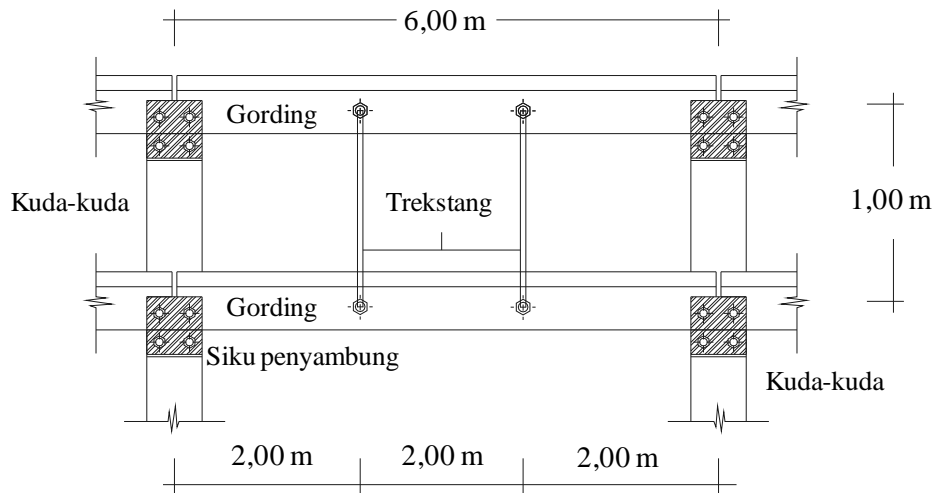 6,00 m
Gording
Kuda-kuda
Trekstang
1,00 m
Gording
Siku penyambung
Kuda-kuda
2,00 m
2,00 m
2,00 m